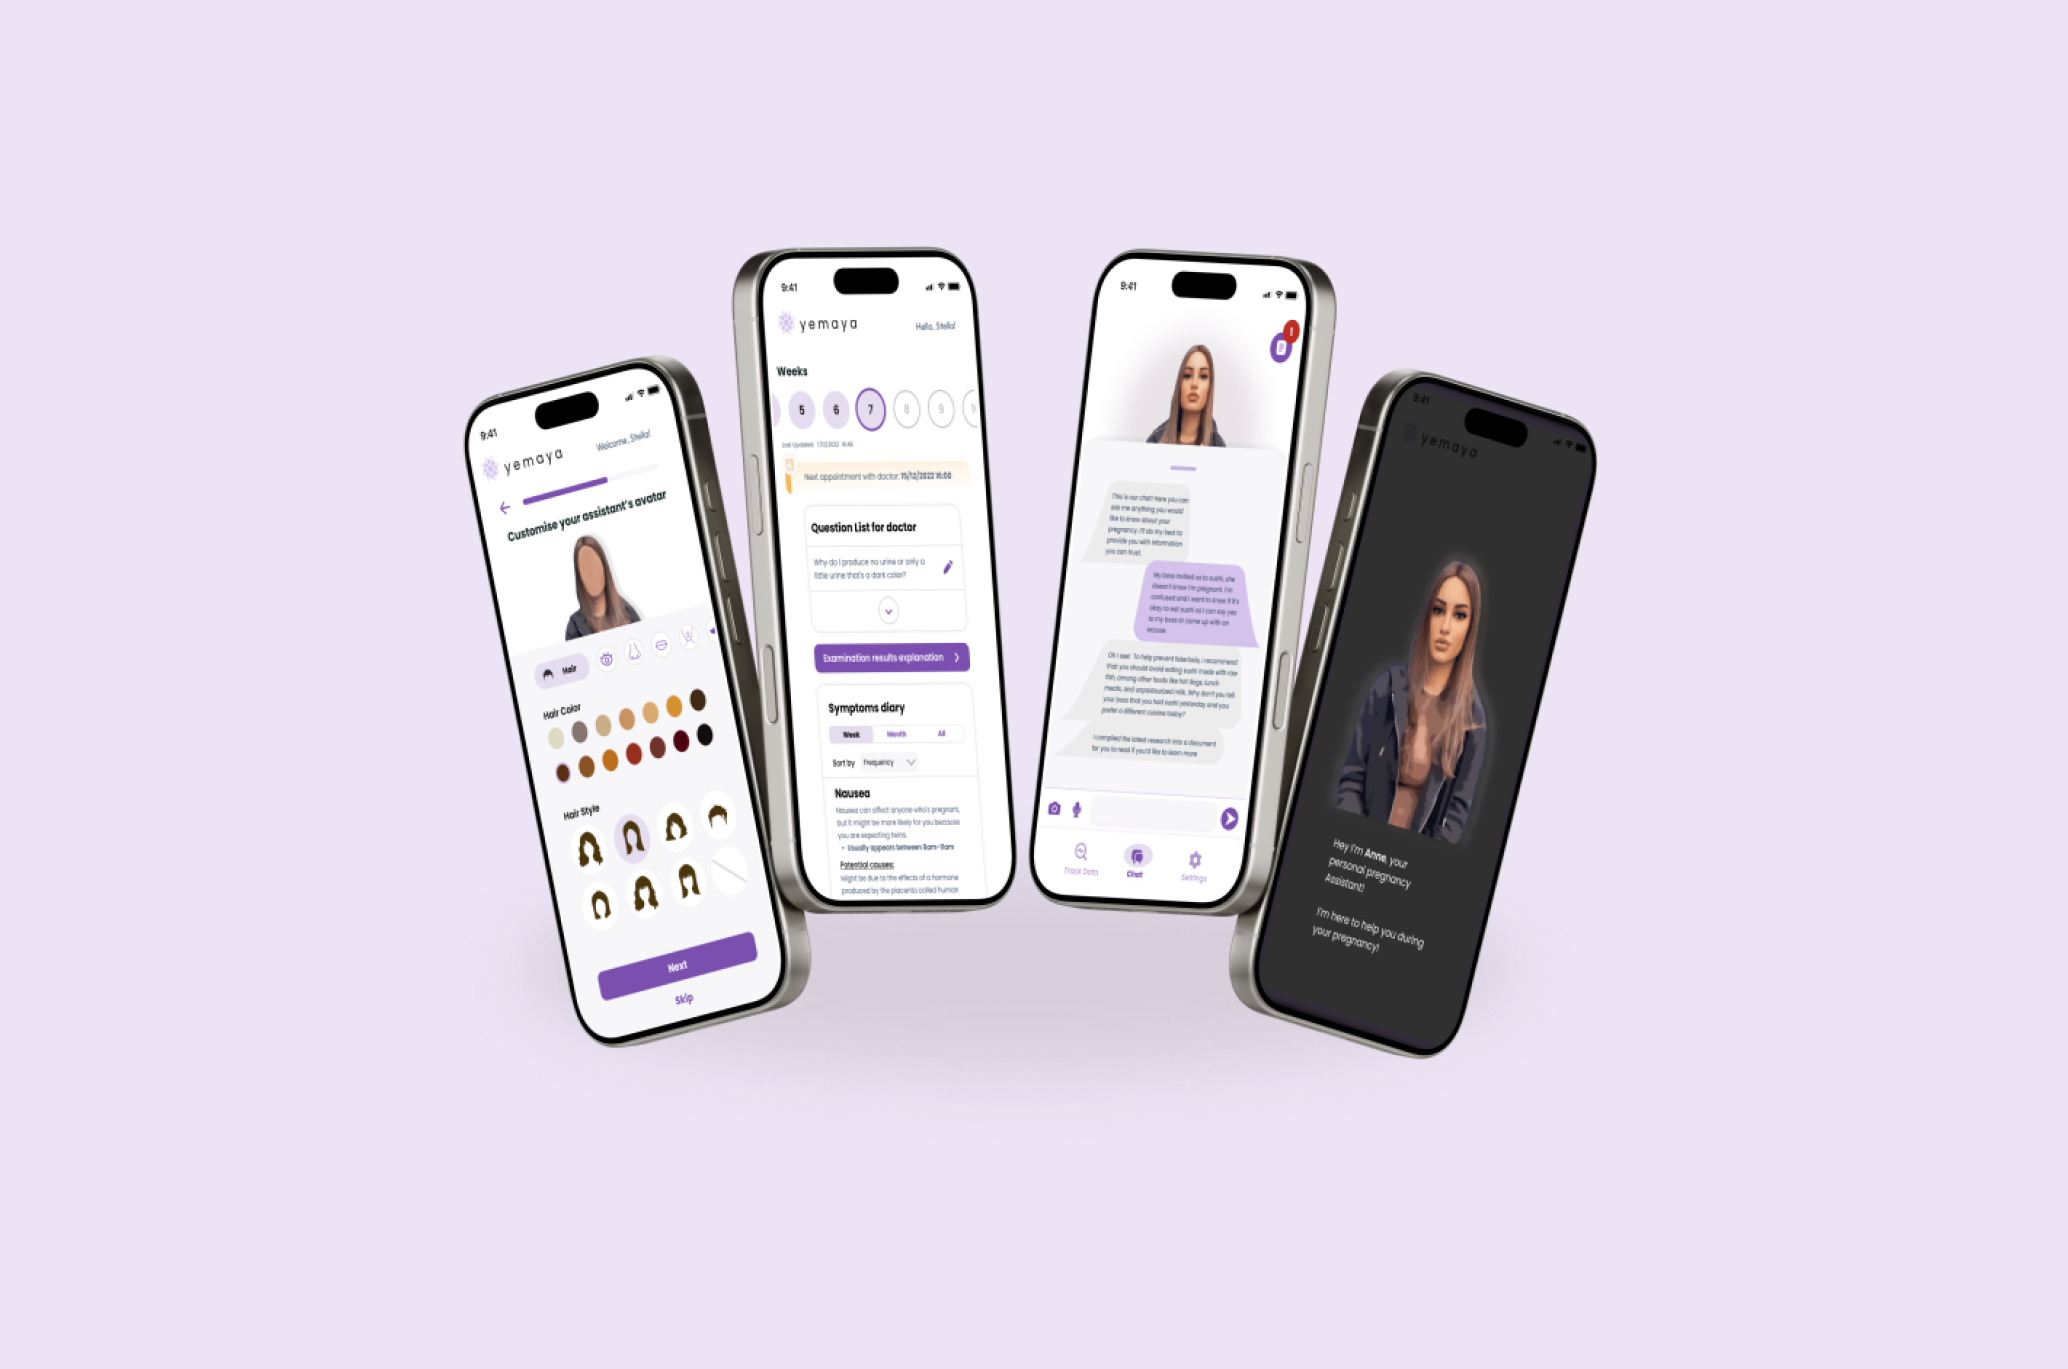 9:41
yemaya
Welcome, Stella!
Customise your assistant's avatar
Hair
Hair Color
Hair Style
Next
Skip
9:41
yemaya
Hello, Stella!
Weeks
5 6 7 8 9
Last updated: 7/12/2022
Next appointment with doctor: 15/12/2022 16:00
Question List for doctor
Why do I produce no urine or only a
little urine that's a dark color?
Examination results explanation
Symptoms diary
Week Month All
Sort by Frequency
Nausea
Nausea can affect anyone who's pregnant,
but it might be more likely for you because
you are expecting twins.
• Usually appears between 8am-11am
Potential causes:
Might be due to the effects of a hormone
produced by the placenta called human
9:41
This is our chat! Here you can
ask me anything you would
like to know about your
pregnancy. I'll do my best to
provide you with information
you can trust.
My boss invited us to sushi, she
doesn't know I'm pregnant. I'm
confused and I want to know if it's
okay to eat sushi so I can say yes
to my boss or come up with an
excuse.
Oh I see! To help prevent listeriosis, I recommend
that you should avoid eating sushi made with raw
fish, among other foods like hot dogs, lunch
meats, and unpasteurized milk. Why don't you tell
your boss that you had sushi yesterday and you
prefer a different cuisine today?
I compiled the latest research into a document
for you to read if you'd like to learn more
Track Data
Chat
Settings
9:41
yemaya
Hey I'm Anne, your
personal pregnancy
Assistant!
I'm here to help you during
your pregnancy!